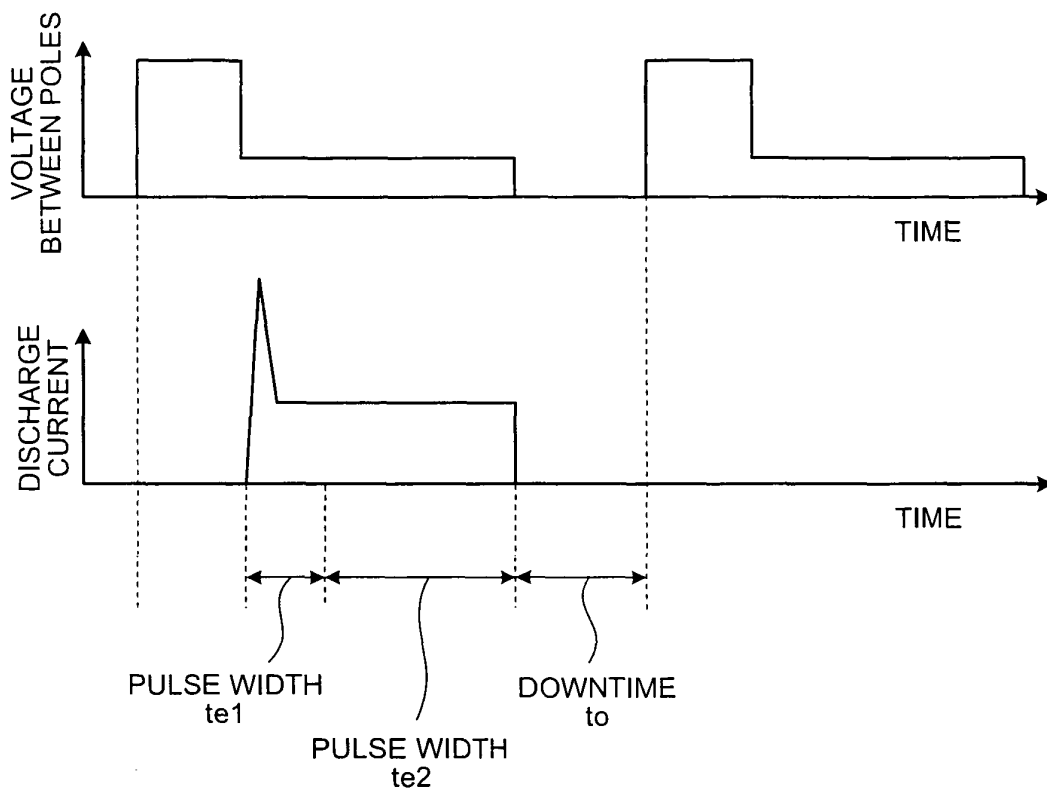 VOLTAGE
BETWEEN POLES
TIME
DISCHARGE
CURRENT
TIME
PULSE WIDTH
te1
PULSE WIDTH
te2
DOWNTIME
to